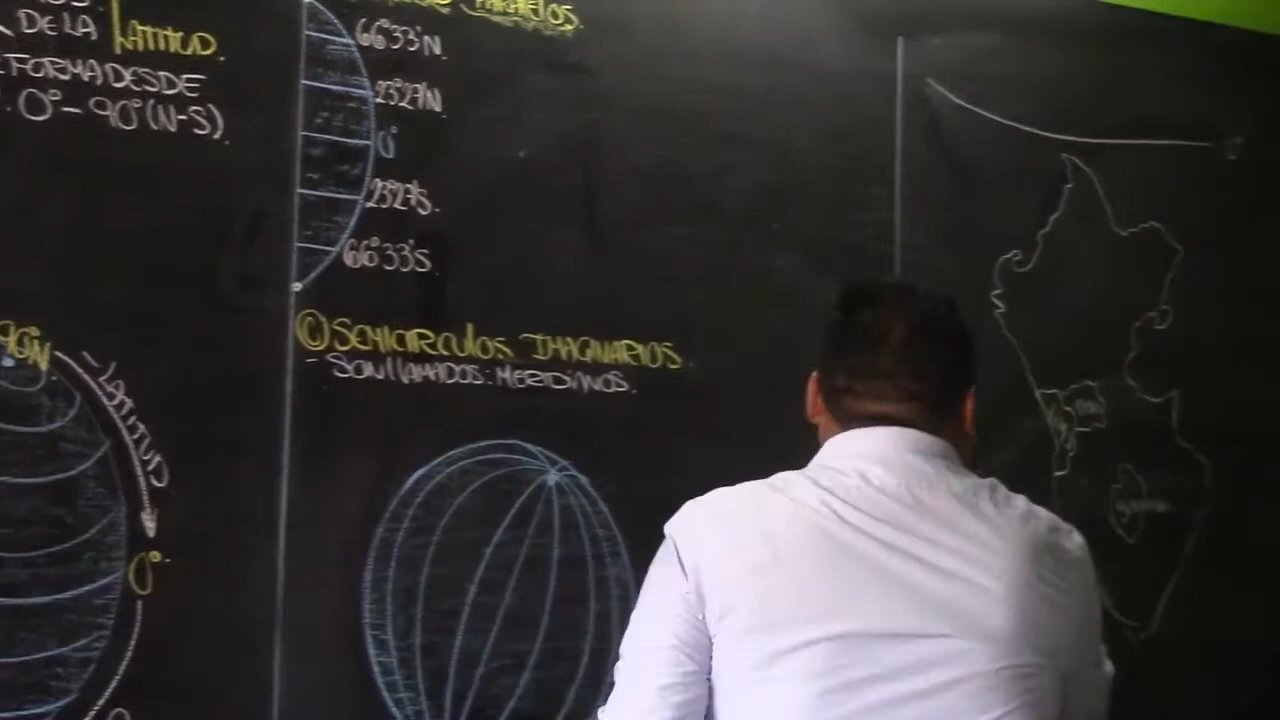 DE LA LATITUD
FORMA DESDE
0°-90°(N-S)
PARALELOS.
66°33'N.
23°27'N.
0°
23°27'S.
66°33'S.
90°N
LATITUD
0°
© SEMICIRCULOS IMAGINARIOS.
- SON LLAMADOS: MERIDIANOS.